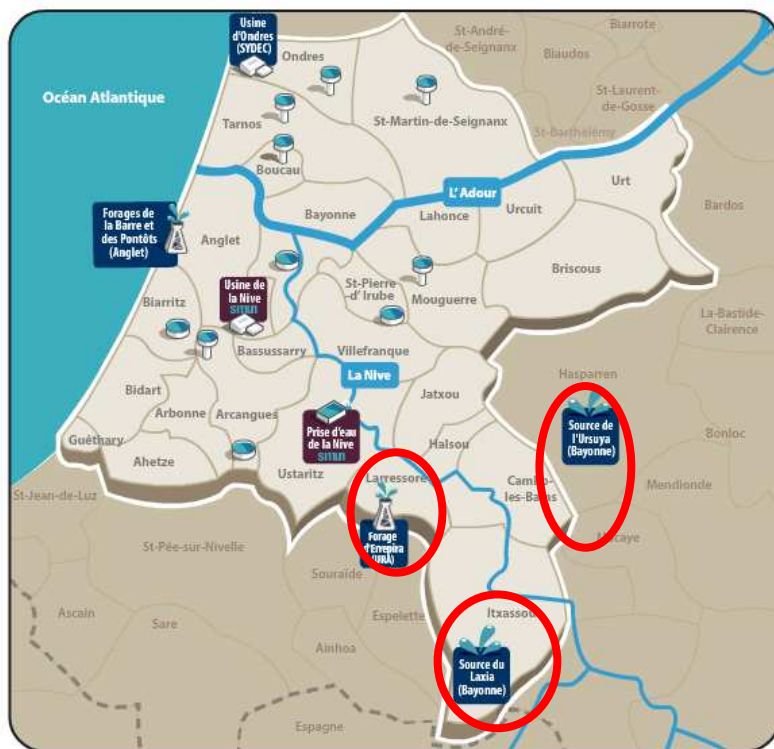 Usine
d'Ondres
(SYDEC)
Ondres
St-André-
de-Seignanx
Biarrote
Biaudos
Océan Atlantique
St-Laurent-
de-Gosse
Tarnos
St-Martin-de-Seignanx
St-Barthélémy
Boucau
L'Adour
Urt
Bayonne
Lahonce
Urcuit
Bardos
Forages de
la Barre et
des Pontôts
(Anglet)
Anglet
Briscous
Usine de
la Nive
smun
St-Pierre
-d'Irube
Mouguerre
Biarritz
La-Bastide-
Clairence
Bassussarry
Villefranque
La Nive
Hasparren
Bidart
Arbonne
Arcangues
Jatxou
Prise d'eau
de la Nive
smun
Source de
l'Ursuya
(Bayonne)
Bonloc
Guéthary
Ahetze
Halsou
Ustaritz
Larressore
Cambo-
les-Bains
Mendionde
St-Jean-de-Luz
Forage
d'Errepira
(URA)
Macaye
St-Pée-sur-Nivelle
Souraïde
Ascain
Sare
Espelette
Itxassou
Ainhoa
Source du
Laxia
(Bayonne)
Espagne